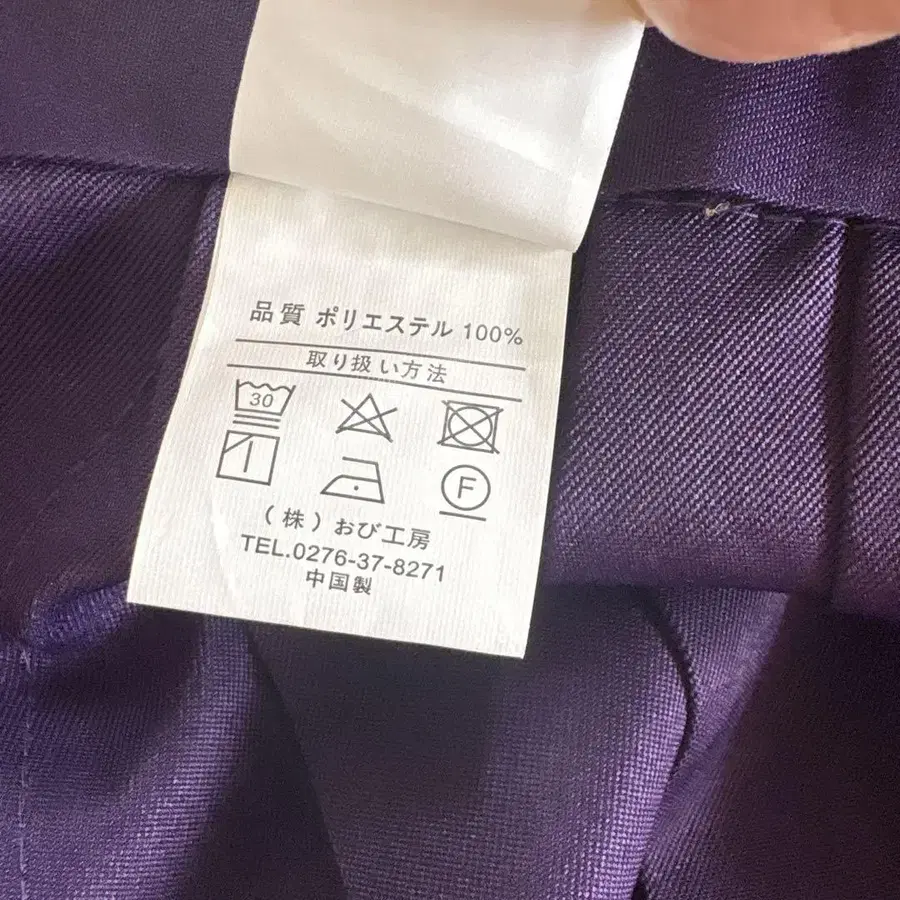 品質 ポリエステル 100%
取り扱い方法
30
F
(株)おび工房
TEL.0276-37-8271
中国製